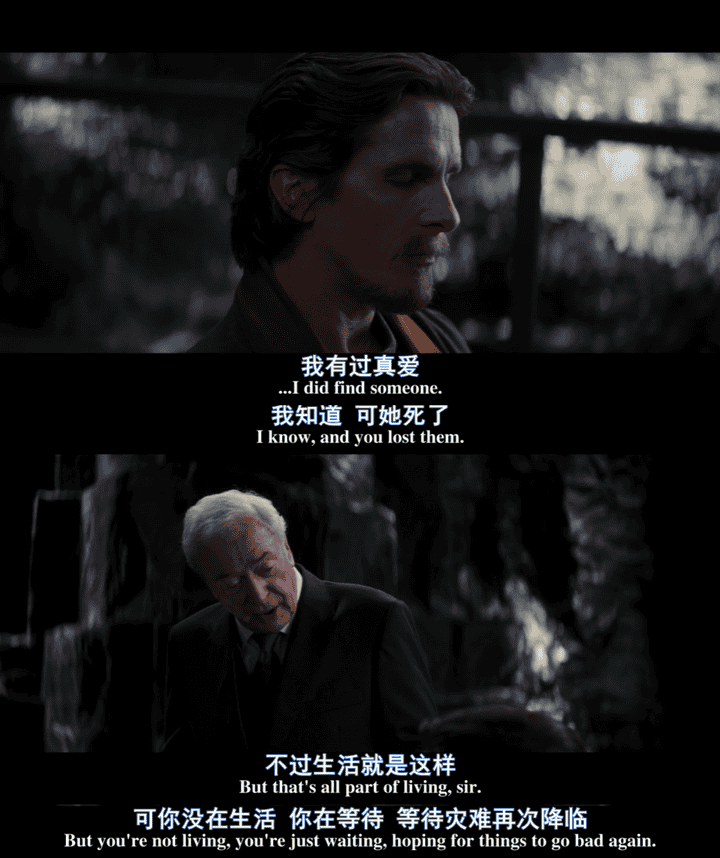 我有过真爱
...I did find someone.
我知道 可她死了
I know, and you lost them.
不过生活就是这样
But that's all part of living, sir.
可你没在生活 你在等待 等待灾难再次降临
But you're not living, you're just waiting, hoping for things to go bad again.